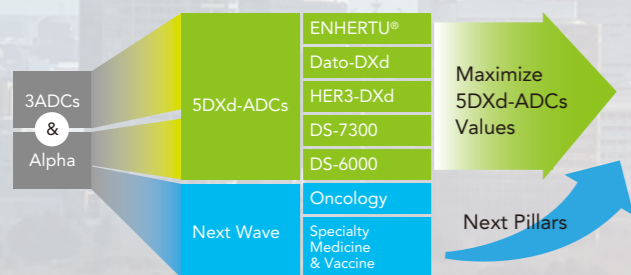 3ADCs
&
Alpha
5DXd-ADCs
Next Wave
ENHERTU®
Dato-DXd
HER3-DXd
DS-7300
DS-6000
Oncology
Specialty
Medicine
& Vaccine
Maximize
5DXd-ADCs
Values
Next Pillars